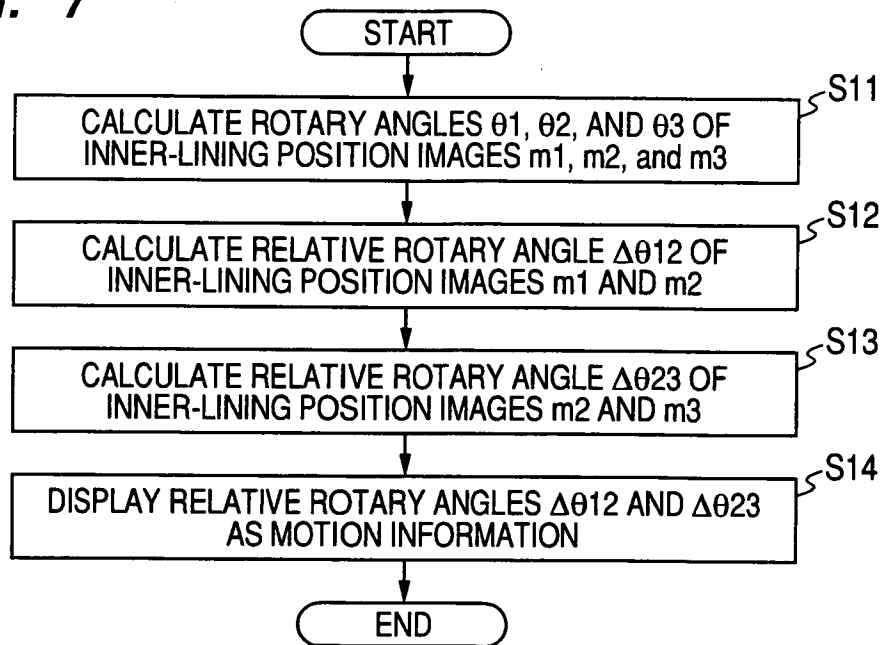 7
START
S11
CALCULATE ROTARY ANGLES θ1, θ2, AND θ3 OF
INNER-LINING POSITION IMAGES m1, m2, and m3
S12
CALCULATE RELATIVE ROTARY ANGLE Δθ12 OF
INNER-LINING POSITION IMAGES m1 AND m2
S13
CALCULATE RELATIVE ROTARY ANGLE Δθ23 OF
INNER-LINING POSITION IMAGES m2 AND m3
S14
DISPLAY RELATIVE ROTARY ANGLES Δθ12 AND Δθ23
AS MOTION INFORMATION
END